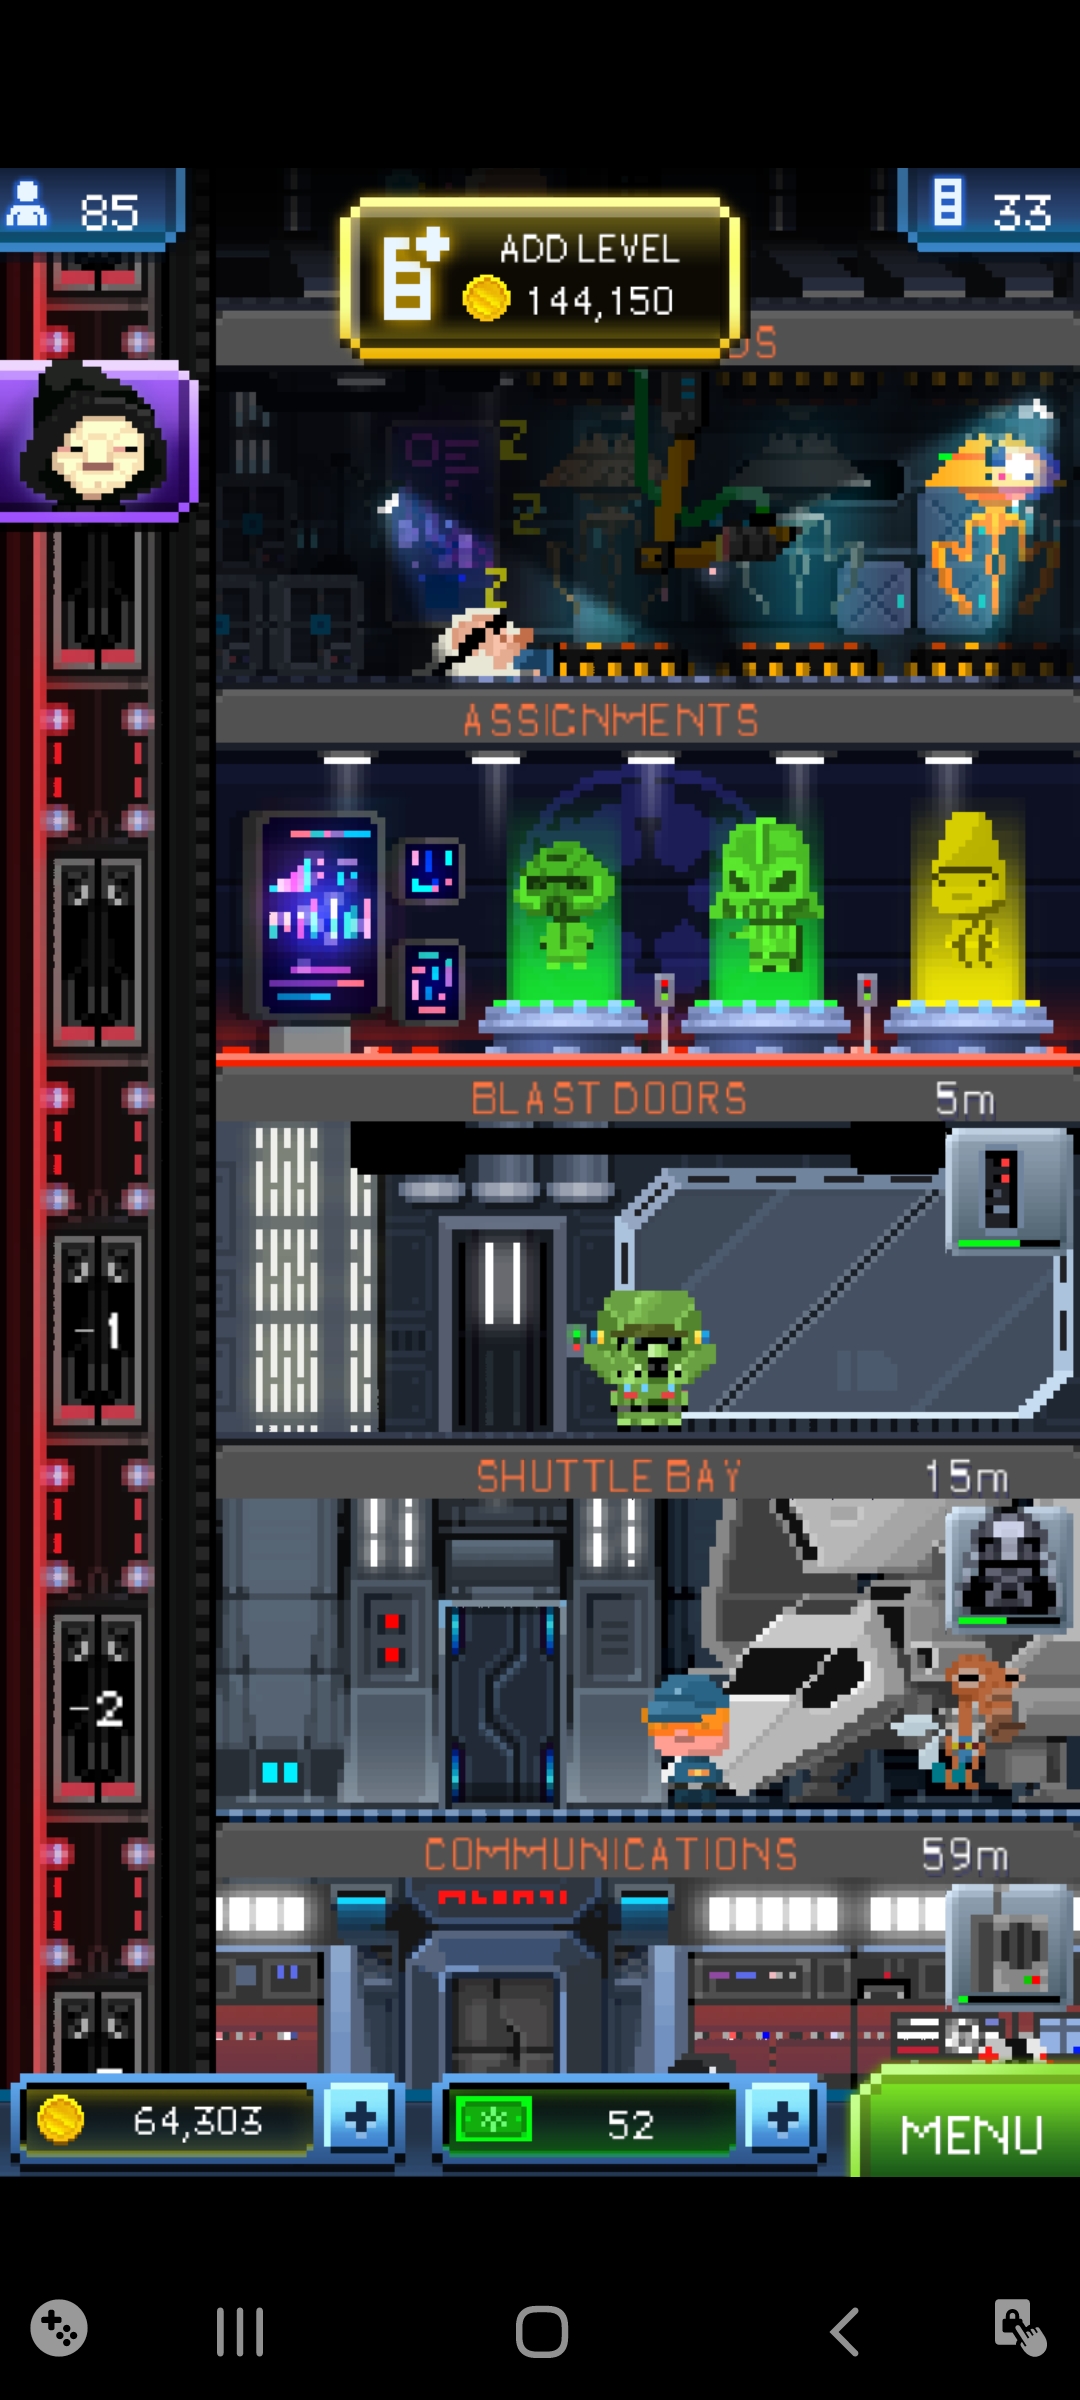 85
ADD LEVEL
144,150
33
DS
Z
Z
Z
ASSIGNMENTS
BLAST DOORS 5m
-1
SHUTTLE BAY 15m
-2
COMMUNICATIONS 59m
64,303
52
MENU